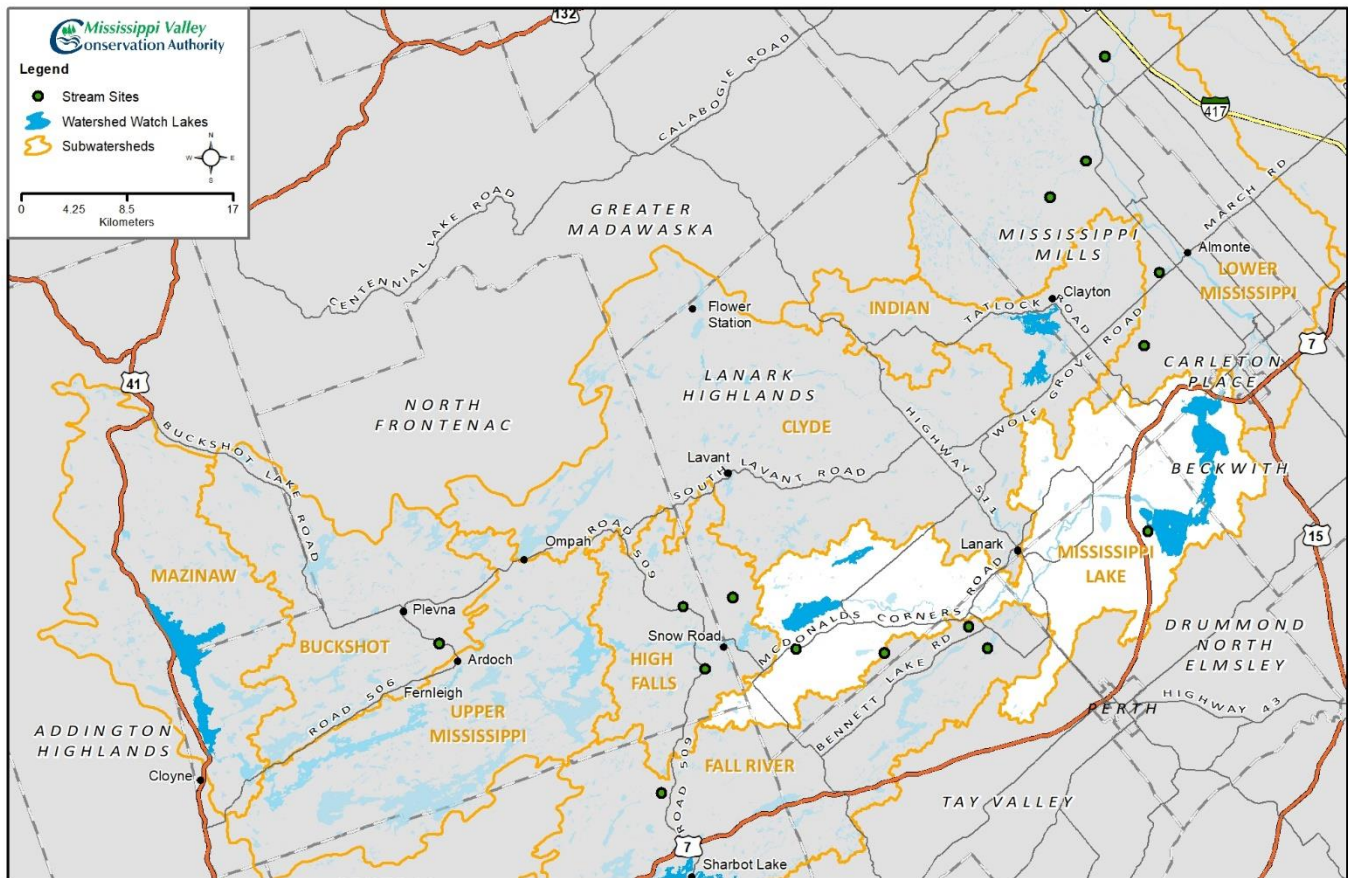 Mississippi Valley
Conservation Authority
Legend
Stream Sites
Watershed Watch Lakes
Subwatersheds
N
W E
S
0 4.25 8.5 17
Kilometers
132
417
CALABOGIE ROAD
CENTENNIAL LAKE ROAD
GREATER
MADAWASKA
MARCH RD
MISSISSIPPI
MILLS
Almonte
LOWER
MISSISSIPPI
Clayton
INDIAN
TATLOCK ROAD
Flower
Station
7
CARLETON
PLACE
41
LANARK
HIGHLANDS
WOLF GROVE ROAD
NORTH
FRONTENAC
CLYDE
HIGHWAY 511
BUCKSHOT LAKE ROAD
Lavant
SOUTH LAVANT ROAD
BECKWITH
15
Ompah
ROAD 509
Lanark
MISSISSIPPI
LAKE
MAZINAW
Plevna
MCDONALDS CORNERS ROAD
DRUMMOND
NORTH
ELMSLEY
BUCKSHOT
Snow Road
HIGH
FALLS
BENNETT LAKE RD
Ardoch
Fernleigh
ROAD 506
UPPER
MISSISSIPPI
PERTH
HIGHWAY 43
ADDINGTON
HIGHLANDS
Cloyne
FALL RIVER
ROAD 509
TAY VALLEY
7
Sharbot Lake